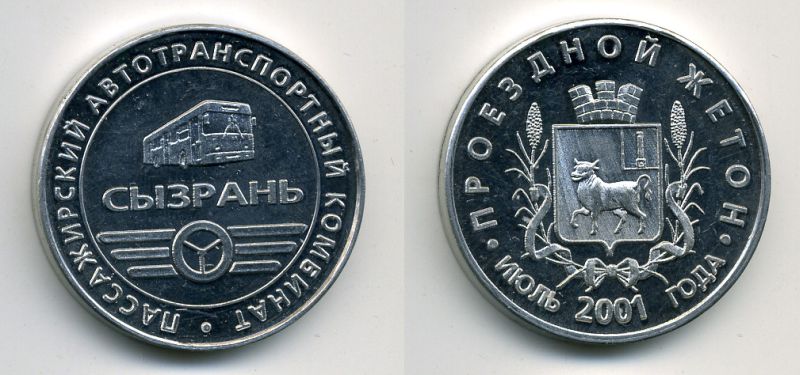 ПАССАЖИРСКИЙ АВТОТРАНСПОРТНЫЙ КОМБИНАТ •
СЫЗРАНЬ
• ПРОЕЗДНОЙ ЖЕТОН •
ИЮЛЬ 2001 ГОДА